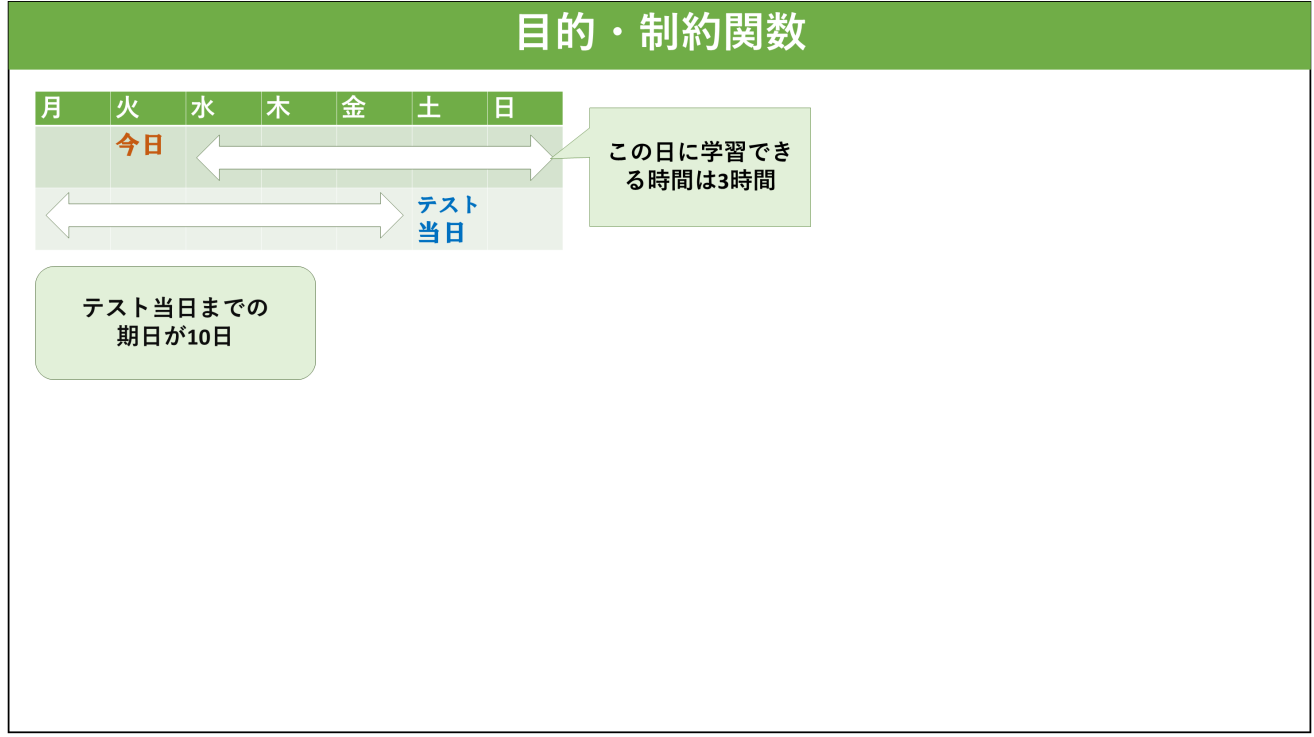 目的・制約関数
月 火 水 木 金 土 日
今日
この日に学習でき
る時間は3時間
テスト
当日
テスト当日までの
期日が10日